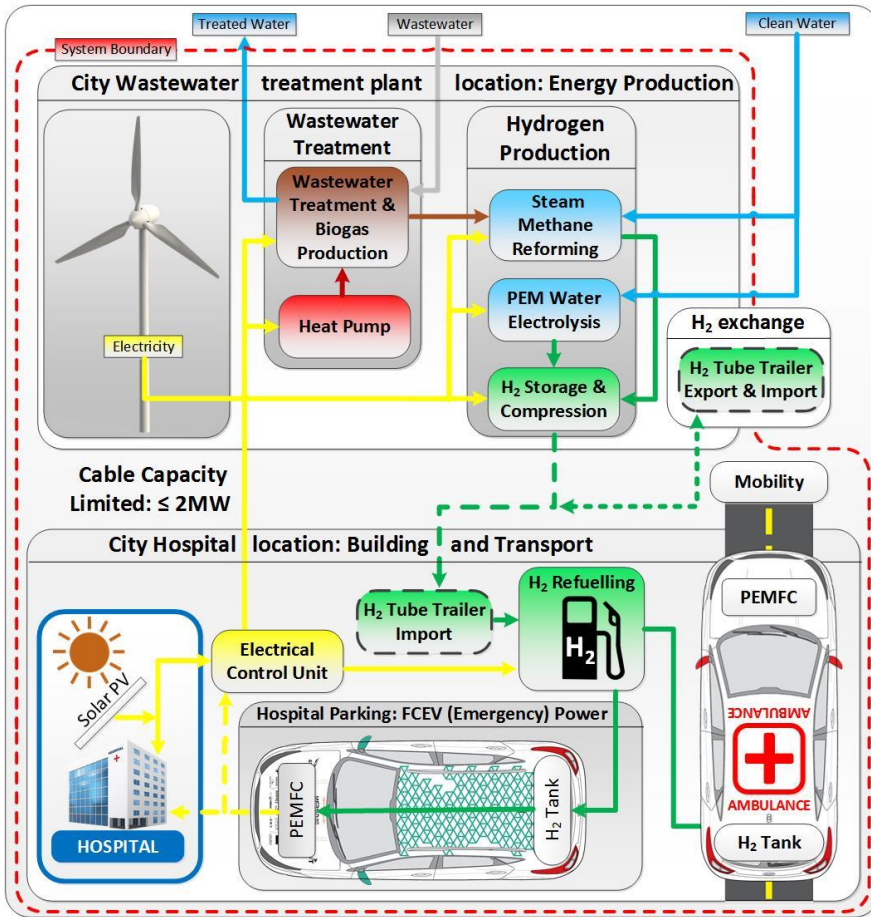 Treated Water
Wastewater
Clean Water
System Boundary
City Wastewater treatment plant location: Energy Production
Wastewater
Treatment
Hydrogen
Production
Wastewater
Treatment &
Biogas
Production
Steam
Methane
Reforming
Heat Pump
PEM Water
Electrolysis
Electricity
H₂ Storage &
Compression
H₂ exchange
H₂ Tube Trailer
Export & Import
Cable Capacity
Limited: ≤ 2MW
Mobility
City Hospital location: Building and Transport
H₂ Tube Trailer
Import
H₂ Refuelling
H₂
PEMFC
Electrical
Control Unit
Solar PV
HOSPITAL
Hospital Parking: FCEV (Emergency) Power
PEMFC
H₂ Tank
AMBULANCE
AMBULANCE
H₂ Tank